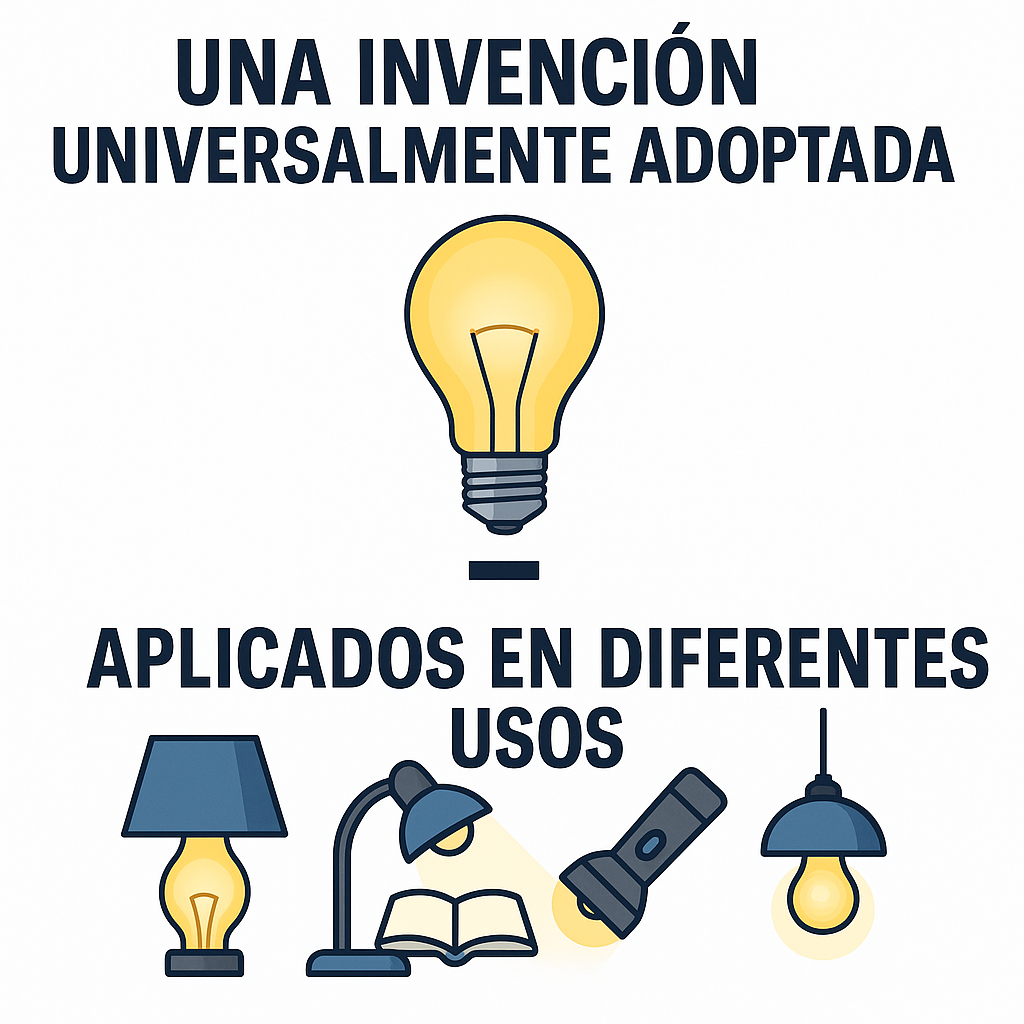 UNA INVENCIÓN
UNIVERSALMENTE ADOPTADA
APLICADOS EN DIFERENTES
USOS